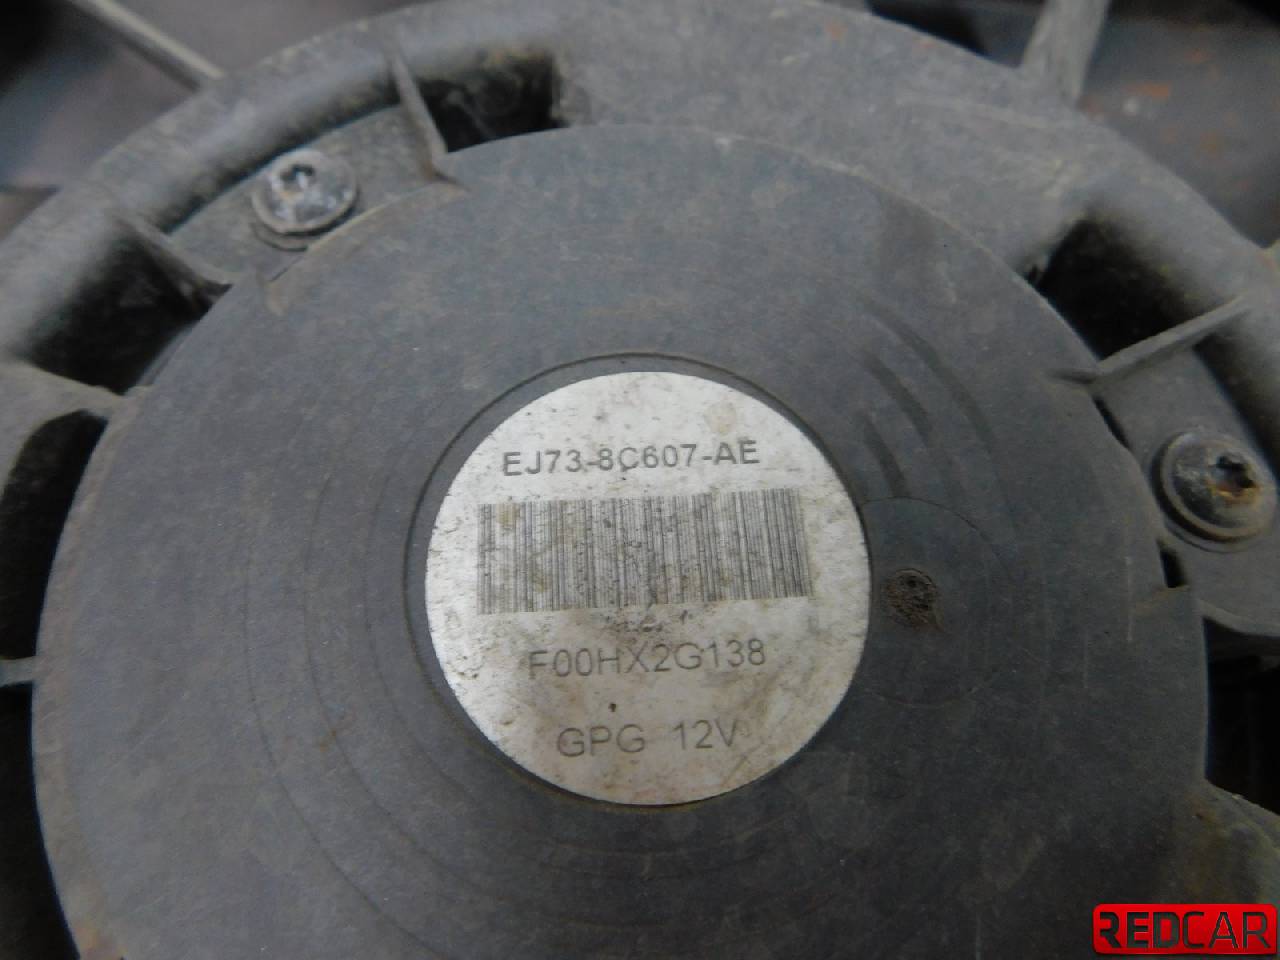 EJ73-8C607-AE
F00HX2G138
GPG 12V
REDCAR